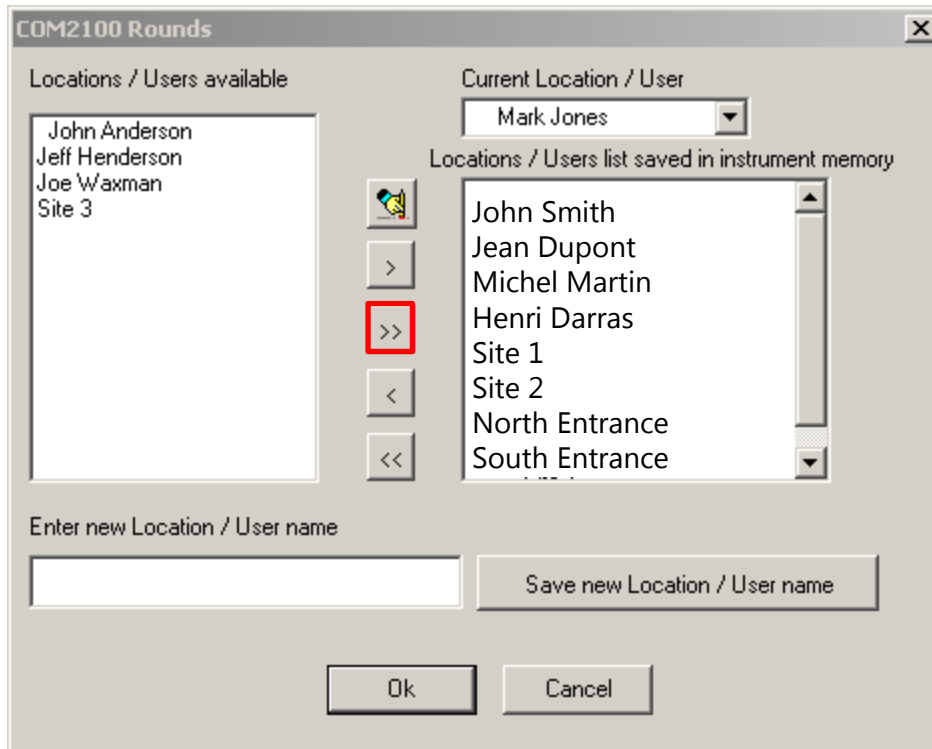 COM2100 Rounds
Locations / Users available
John Anderson
Jeff Henderson
Joe Waxman
Site 3
>
>>
<
<<
Current Location / User
Mark Jones
Locations / Users list saved in instrument memory
John Smith
Jean Dupont
Michel Martin
Henri Darras
Site 1
Site 2
North Entrance
South Entrance
Enter new Location / User name
Save new Location / User name
Ok
Cancel